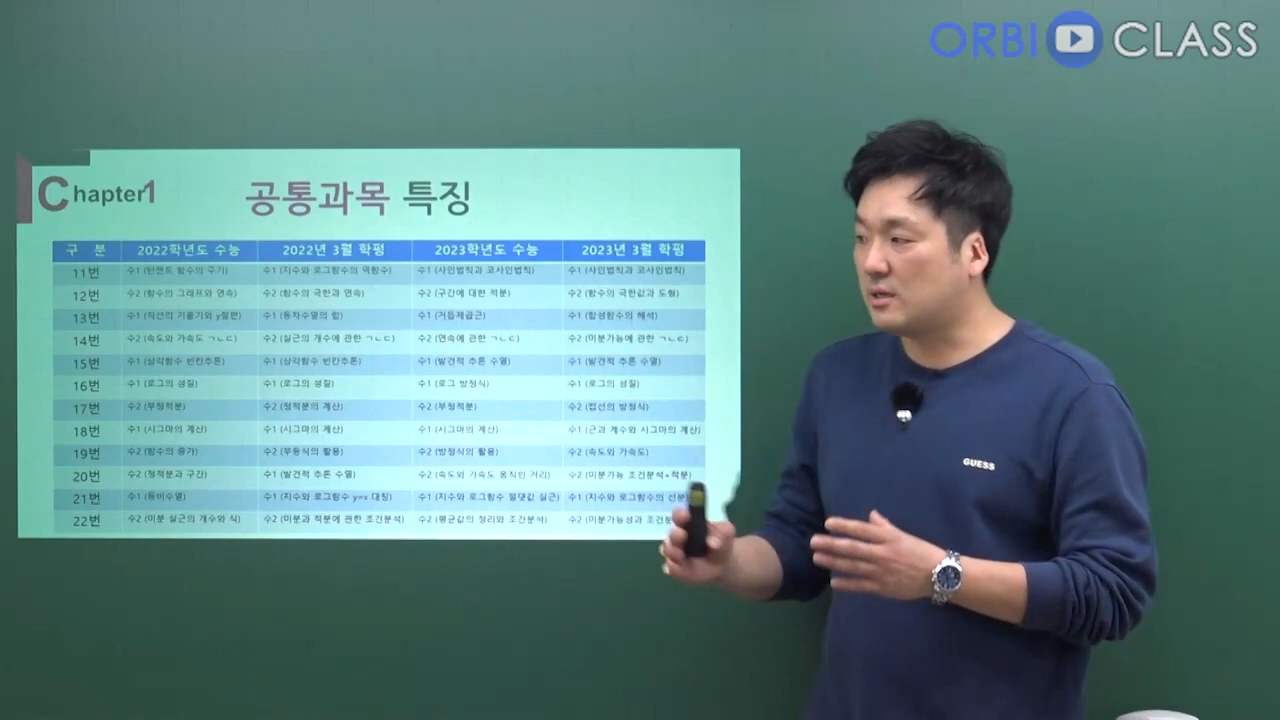 ORBI CLASS
Chapter1
공통과목 특징
구 분 2022학년도 수능 2022년 3월 학평 2023학년도 수능 2023년 3월 학평
11번 수1 (탄젠트 함수의 주기) 수1 (지수와 로그함수의 역함수) 수1 (사인법칙과 코사인법칙) 수1 (사인법칙과 코사인법칙)
12번 수2 (함수의 그래프와 연속) 수2 (함수의 극한과 연속) 수2 (구간에 대한 적분) 수2 (함수의 극한값과 도형)
13번 수1 (직선의 기울기와 y절편) 수1 (등차수열의 합) 수1 (거듭제곱근) 수1 (합성함수의 해석)
14번 수2 (속도와 가속도 ㄱㄴㄷ) 수2 (실근의 개수에 관한 ㄱㄴㄷ) 수2 (연속에 관한 ㄱㄴㄷ) 수2 (미분가능에 관한 ㄱㄴㄷ)
15번 수1 (삼각함수 빈칸추론) 수1 (삼각함수 빈칸추론) 수1 (발견적 추론 수열) 수1 (발견적 추론 수열)
16번 수1 (로그의 성질) 수1 (로그의 성질) 수1 (로그 방정식) 수1 (로그의 성질)
17번 수2 (부정적분) 수2 (정적분의 계산) 수2 (부정적분) 수2 (접선의 방정식)
18번 수1 (시그마의 계산) 수1 (시그마의 계산) 수1 (시그마의 계산) 수1 (근과 계수와 시그마의 계산)
19번 수2 (함수의 증가) 수2 (부등식의 활용) 수2 (방정식의 활용) 수2 (속도와 가속도)
20번 수2 (정적분과 구간) 수1 (발견적 추론 수열) 수2 (속도와 가속도 움직인 거리) 수2 (미분가능 조건분석+적분)
21번 수1 (등비수열) 수1 (지수와 로그함수 y=x 대칭) 수1 (지수와 로그함수 절댓값 실근) 수1 (지수와 로그함수의 선분
22번 수2 (미분 실근의 개수와 식) 수2 (미분과 적분에 관한 조건분석) 수2 (평균값의 정리와 조건분석) 수2 (미분가능성과 조건분
GUESS